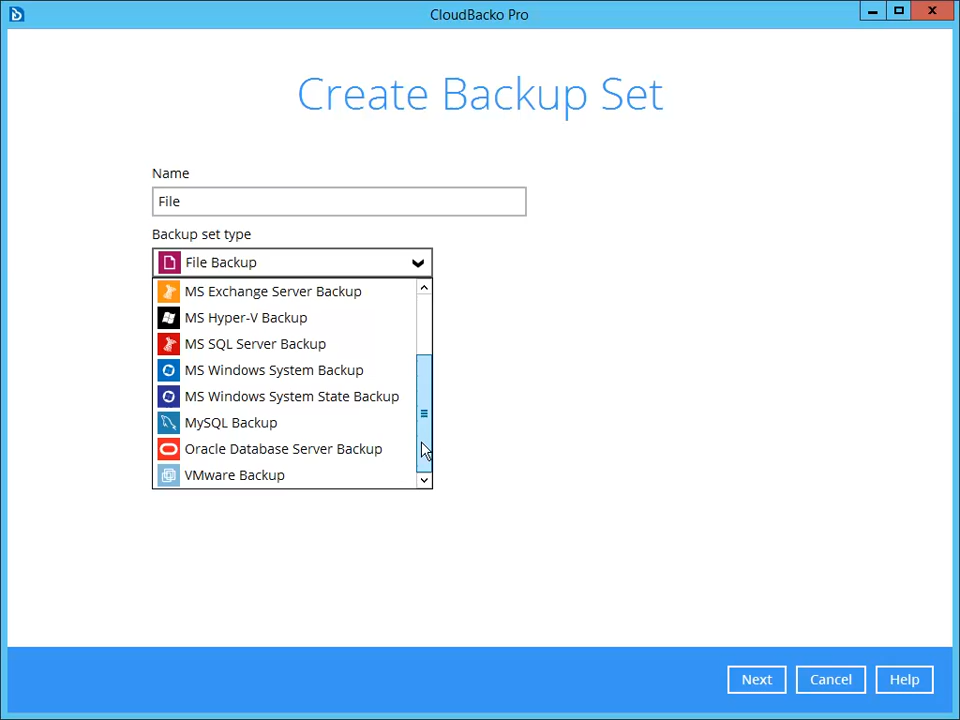 CloudBacko Pro
Create Backup Set
Name
File
Backup set type
File Backup
MS Exchange Server Backup
MS Hyper-V Backup
MS SQL Server Backup
MS Windows System Backup
MS Windows System State Backup
MySQL Backup
Oracle Database Server Backup
VMware Backup
Next Cancel Help